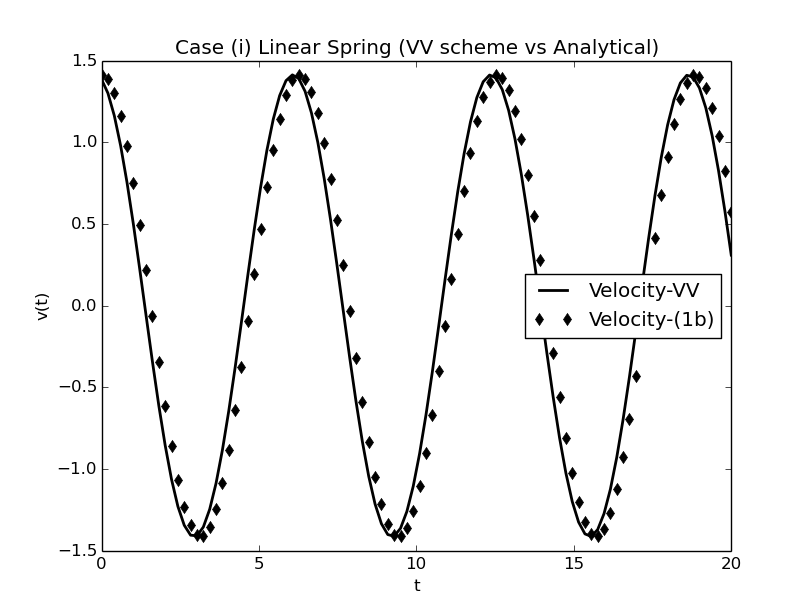 Case (i) Linear Spring (VV scheme vs Analytical)
1.5
1.0
0.5
0.0
−0.5
−1.0
−1.5
v(t)
Velocity-VV
Velocity-(1b)
0 5 10 15 20
t